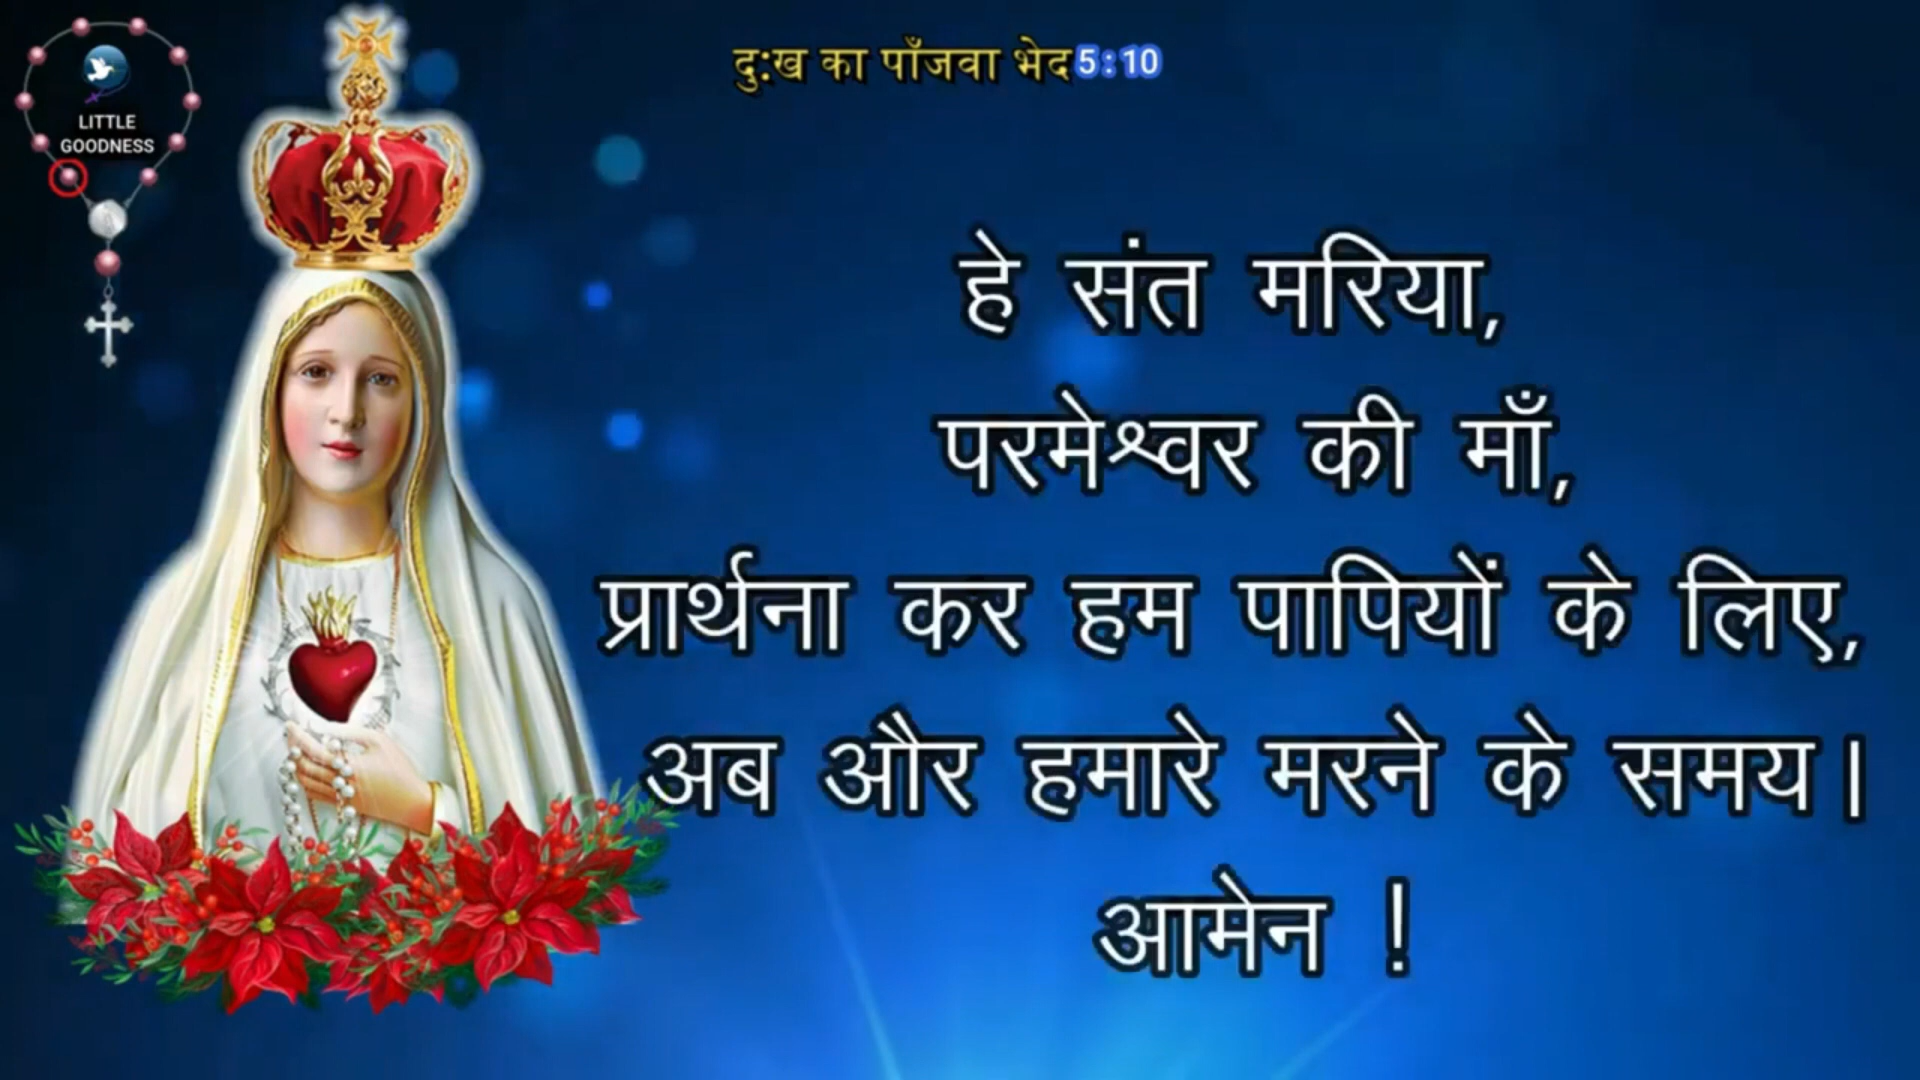 LITTLE
GOODNESS
दुःख का पाँजवा भेद 5:10
हे संत मरिया,
परमेश्वर की माँ,
प्रार्थना कर हम पापियों के लिए,
अब और हमारे मरने के समय।
आमेन !